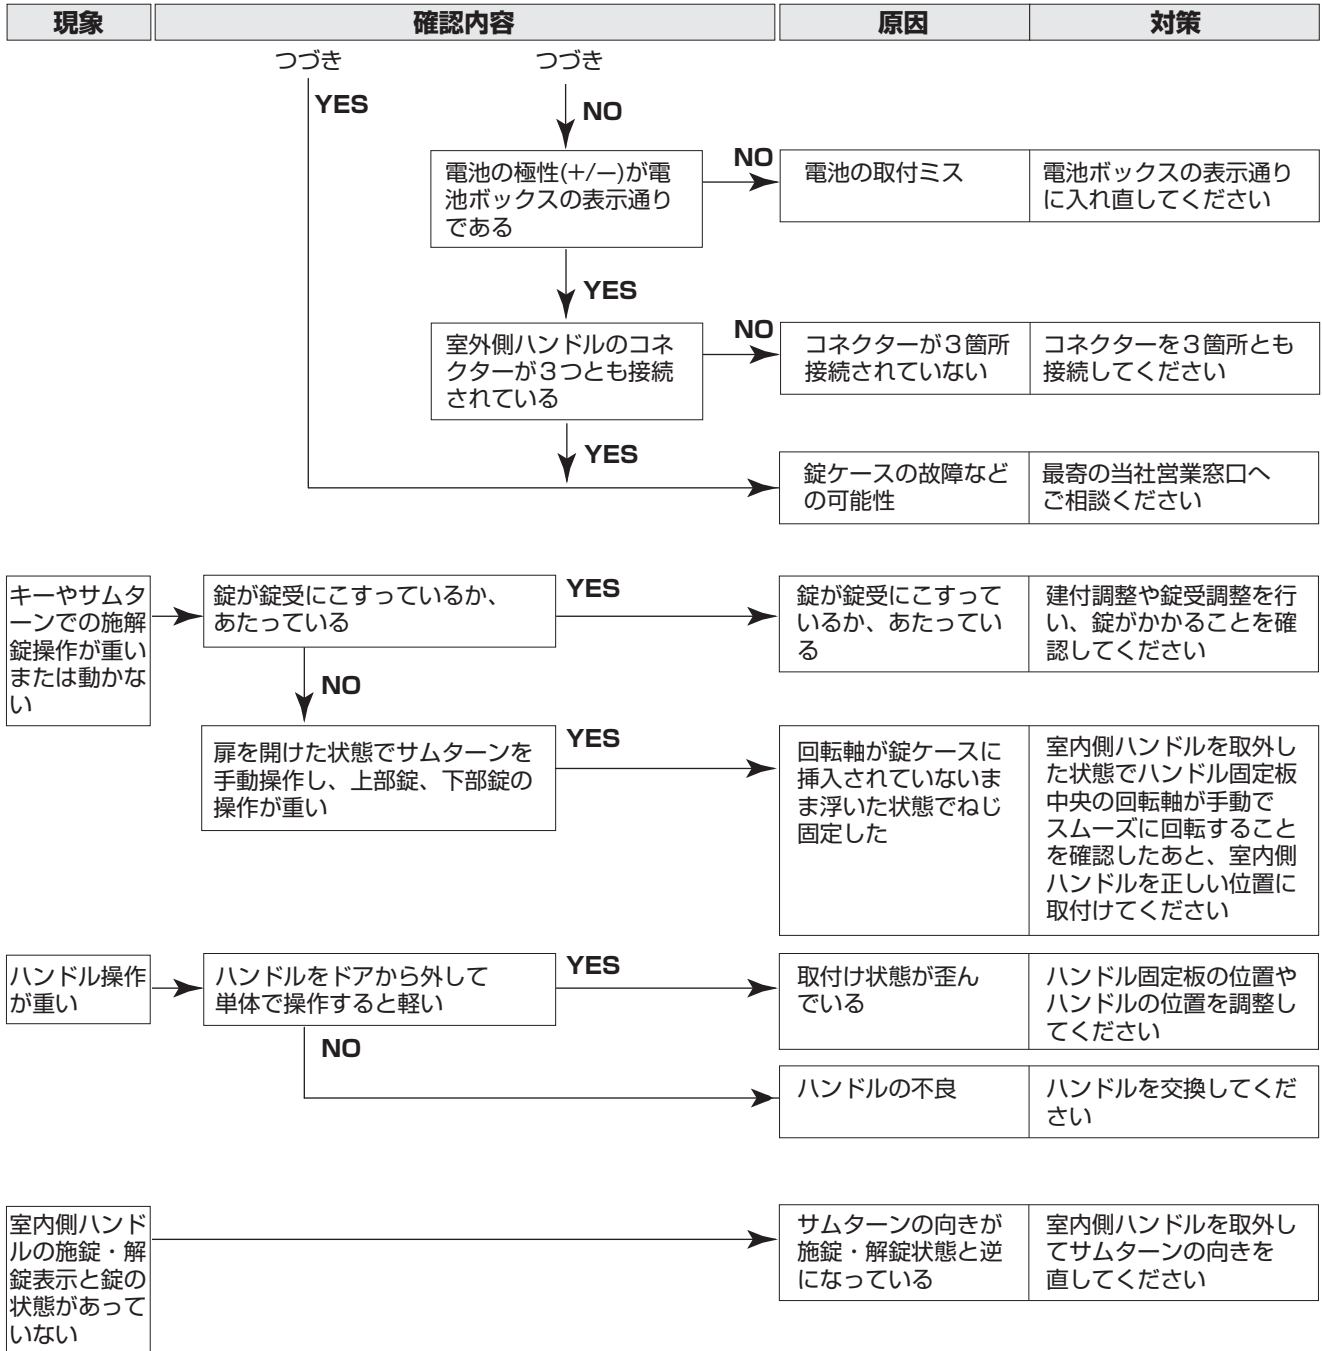 現象
確認内容
原因
対策
つづき
つづき
YES
NO
電池の極性(+/−)が電
池ボックスの表示通り
である
NO
電池の取付ミス
電池ボックスの表示通り
に入れ直してください
YES
室外側ハンドルのコネ
クターが３つとも接続
されている
NO
コネクターが３箇所
接続されていない
コネクターを３箇所とも
接続してください
YES
錠ケースの故障など
の可能性
最寄の当社営業窓口へ
ご相談ください
キーやサムタ
ーンでの施解
錠操作が重い
または動かな
い
錠が錠受にこすっているか、
あたっている
YES
錠が錠受にこすって
いるか、あたってい
る
建付調整や錠受調整を行
い、錠がかかることを確
認してください
NO
扉を開けた状態でサムターンを
手動操作し、上部錠、下部錠の
操作が重い
YES
回転軸が錠ケースに
挿入されていないま
ま浮いた状態でねじ
固定した
室内側ハンドルを取外し
た状態でハンドル固定板
中央の回転軸が手動で
スムーズに回転すること
を確認したあと、室内側
ハンドルを正しい位置に
取付けてください
ハンドル操作
が重い
ハンドルをドアから外して
単体で操作すると軽い
YES
取付け状態が歪ん
でいる
ハンドル固定板の位置や
ハンドルの位置を調整し
てください
NO
ハンドルの不良
ハンドルを交換してくだ
さい
室内側ハンド
ルの施錠・解
錠表示と錠の
状態があって
いない
サムターンの向きが
施錠・解錠状態と逆
になっている
室内側ハンドルを取外し
てサムターンの向きを
直してください